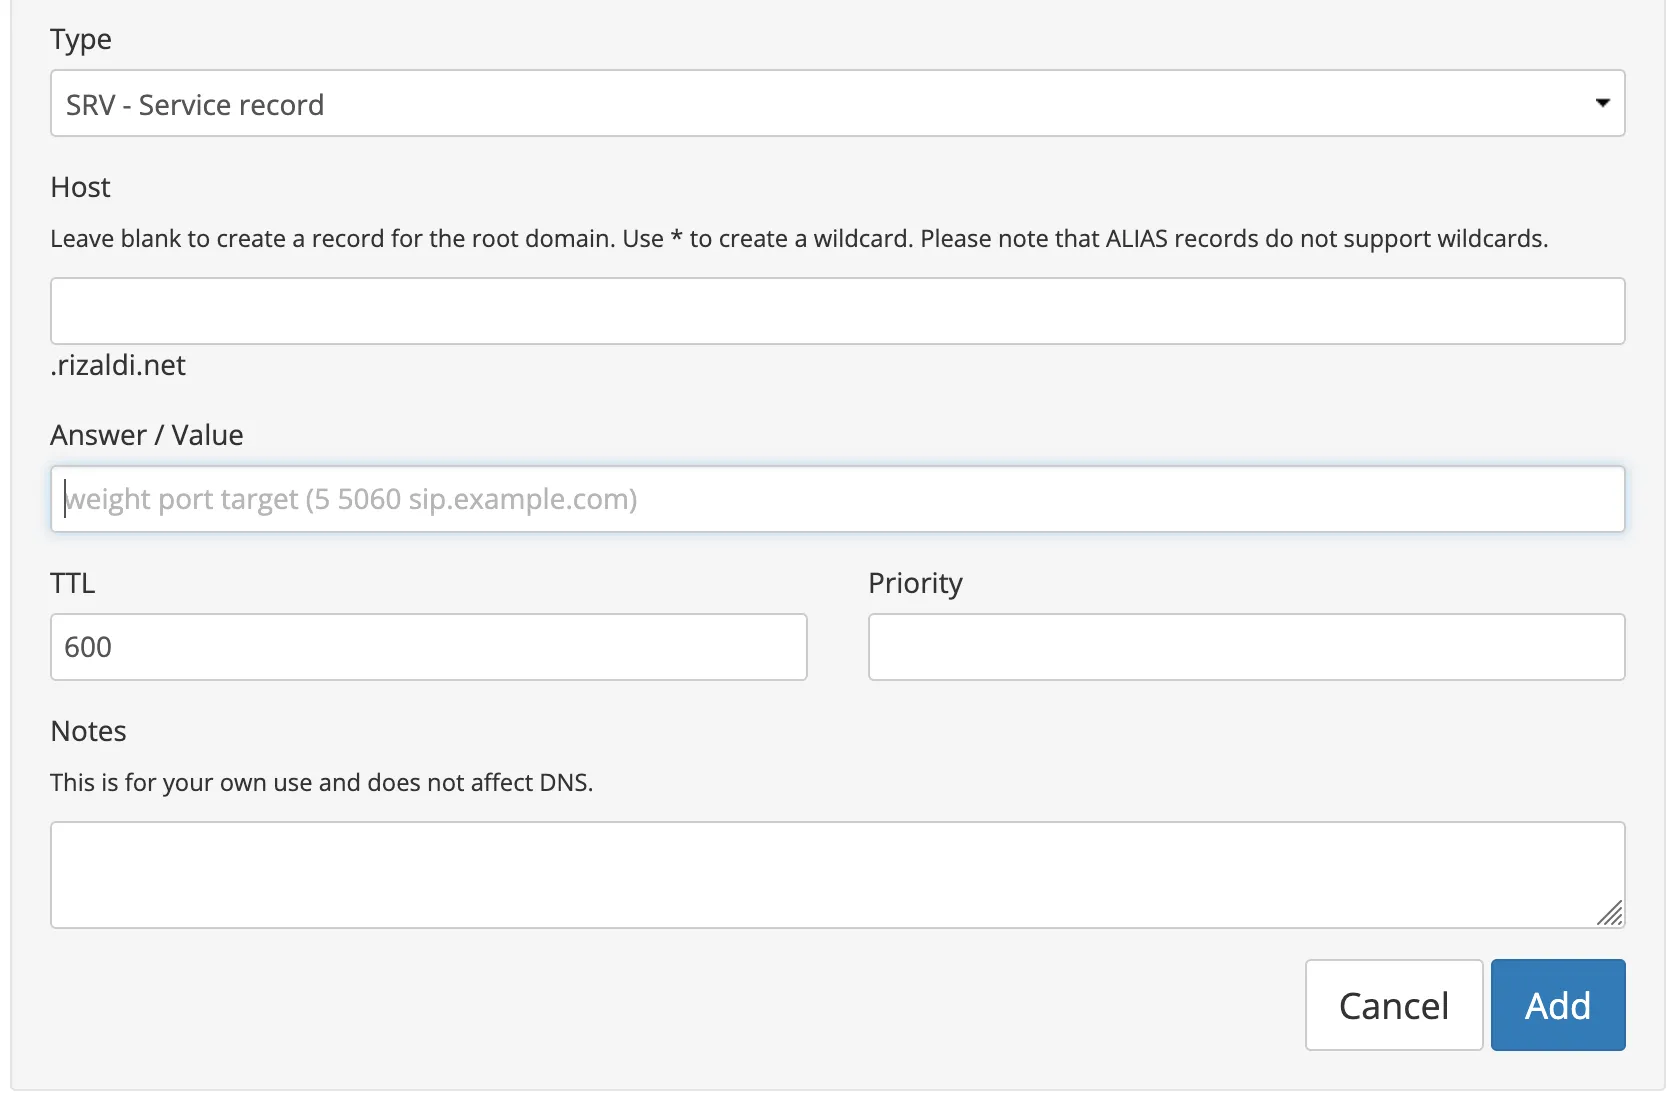 Type
SRV - Service record
Host
Leave blank to create a record for the root domain. Use * to create a wildcard. Please note that ALIAS records do not support wildcards.
.rizaldi.net
Answer / Value
weight port target (5 5060 sip.example.com)
TTL
Priority
600
Notes
This is for your own use and does not affect DNS.
Cancel
Add